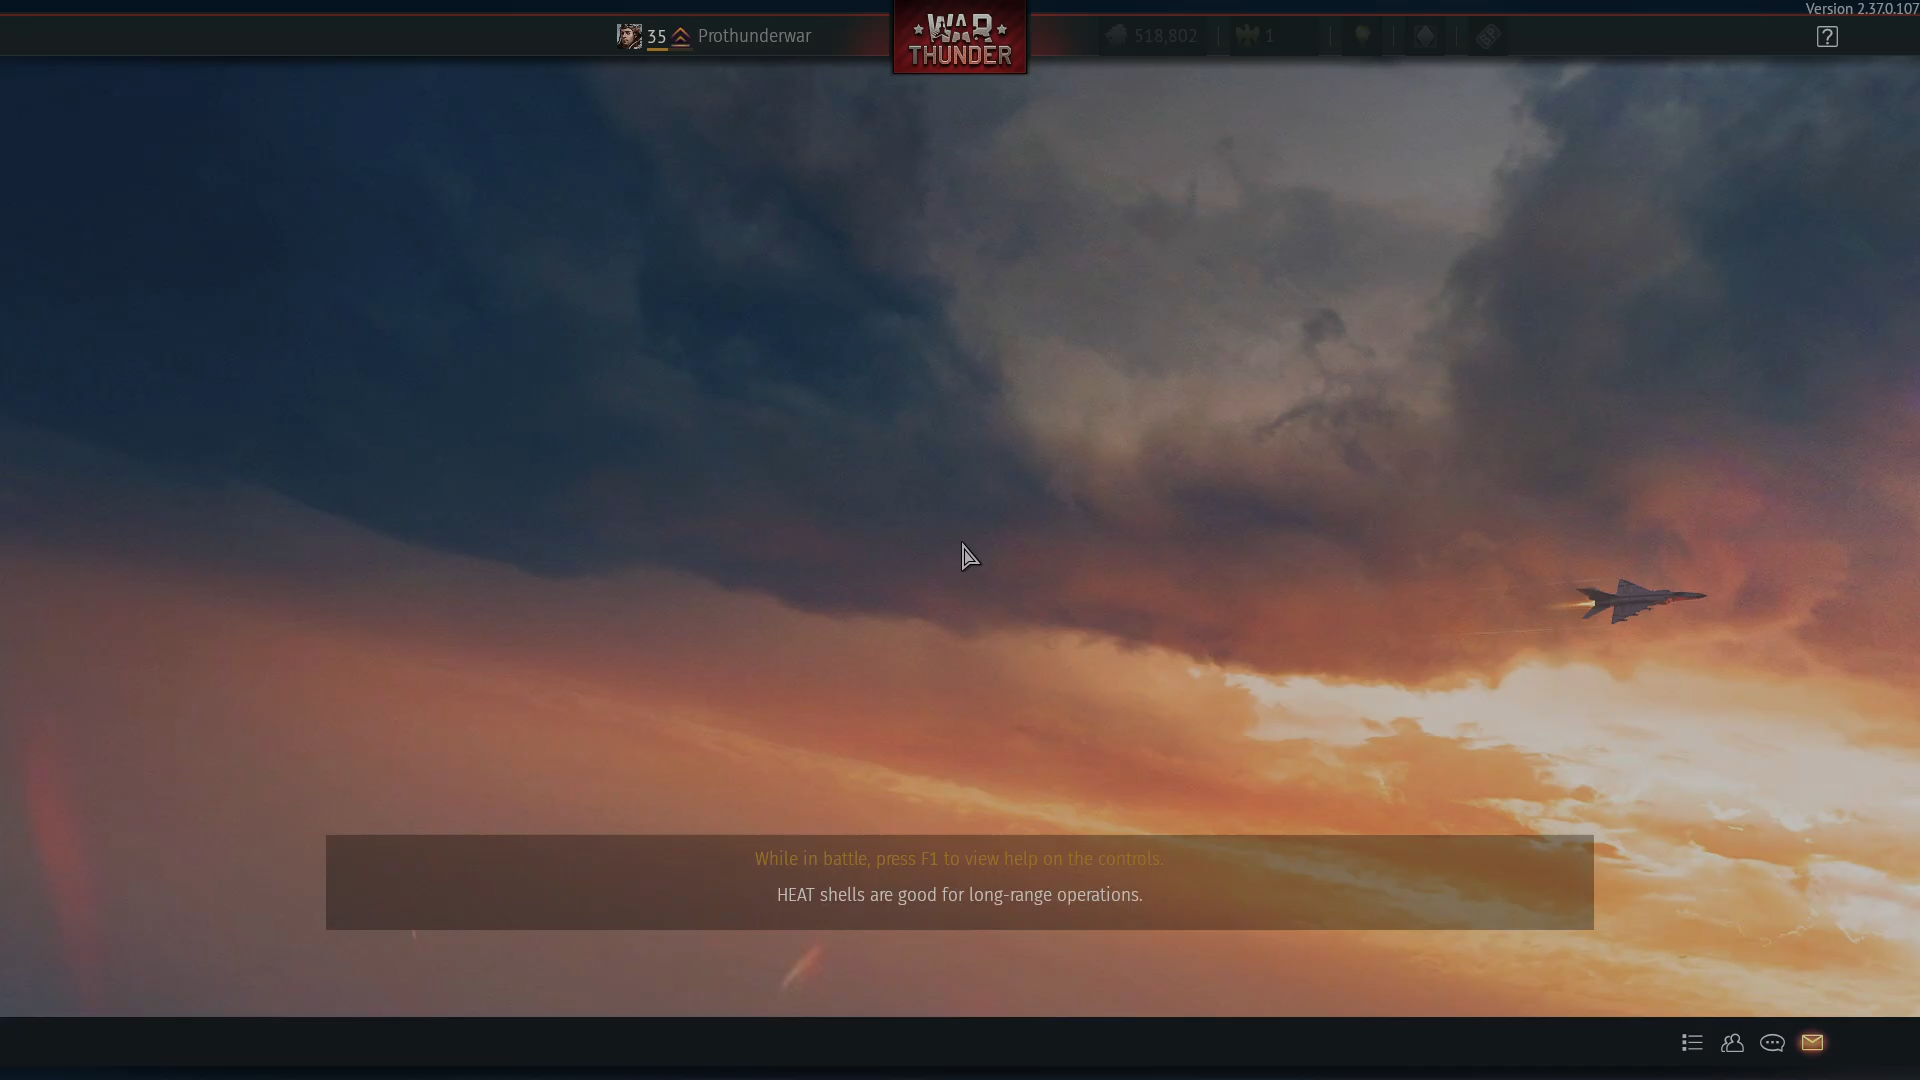 Version 2.37.0.107
35 Prothunderwar
WAR
THUNDER
518,802
1
While in battle, press F1 to view help on the controls.
HEAT shells are good for long-range operations.